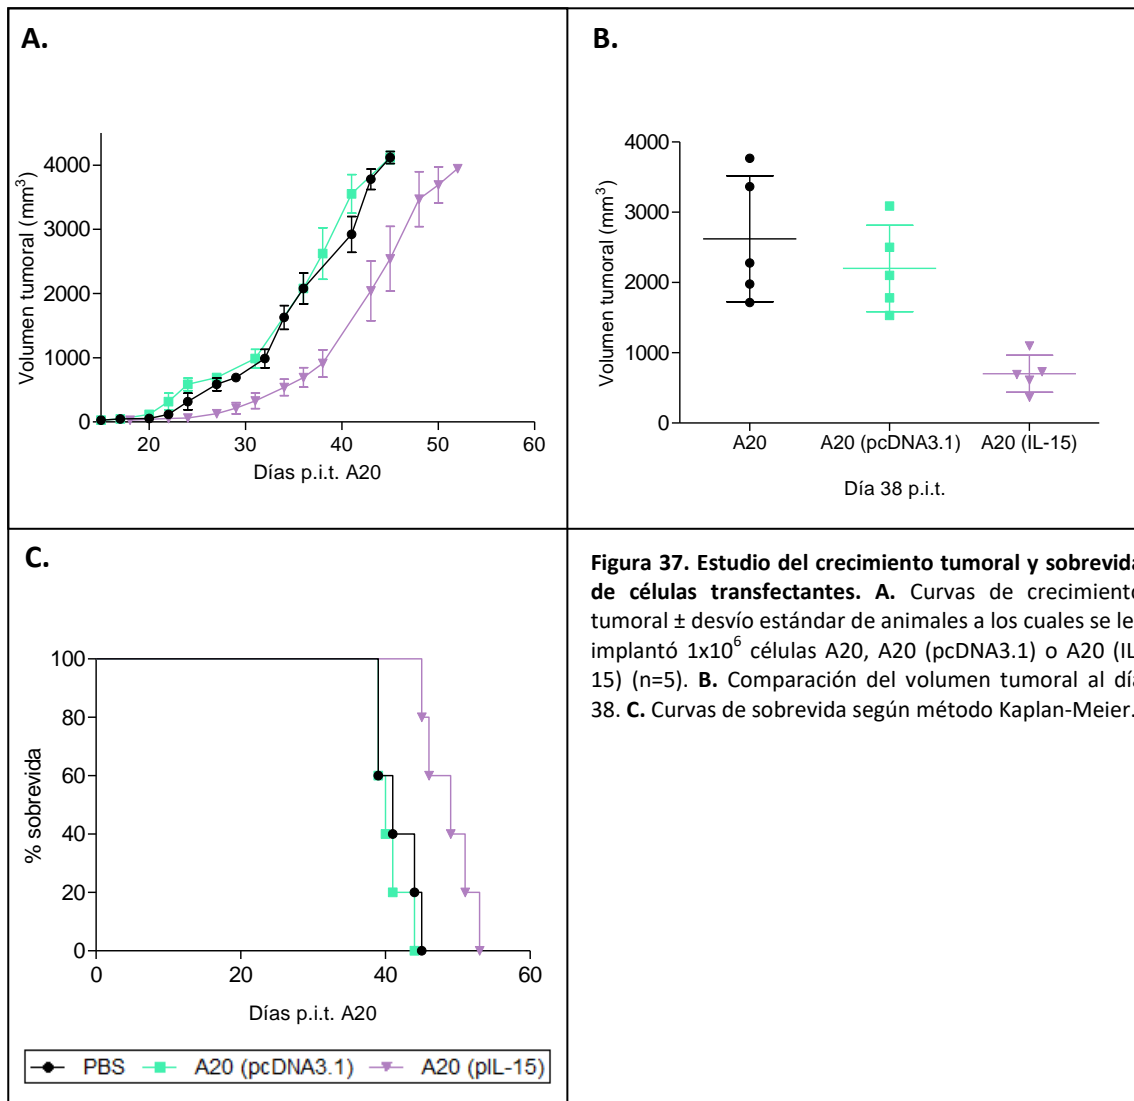 A.
Volumen tumoral (mm³)
4000
3000
2000
1000
0
20
30
40
50
60
Días p.i.t. A20
B.
Volumen tumoral (mm³)
4000
3000
2000
1000
0
A20
A20 (pcDNA3.1)
A20 (IL-15)
Día 38 p.i.t.
C.
% sobrevida
100
80
60
40
20
0
0
20
40
60
Días p.i.t. A20
PBS
A20 (pcDNA3.1)
A20 (pIL-15)
Figura 37. Estudio del crecimiento tumoral y sobrevida
de células transfectantes. A. Curvas de crecimiento
tumoral ± desvío estándar de animales a los cuales se le
implantó 1x10⁶ células A20, A20 (pcDNA3.1) o A20 (IL
15) (n=5). B. Comparación del volumen tumoral al día
38. C. Curvas de sobrevida según método Kaplan-Meier.